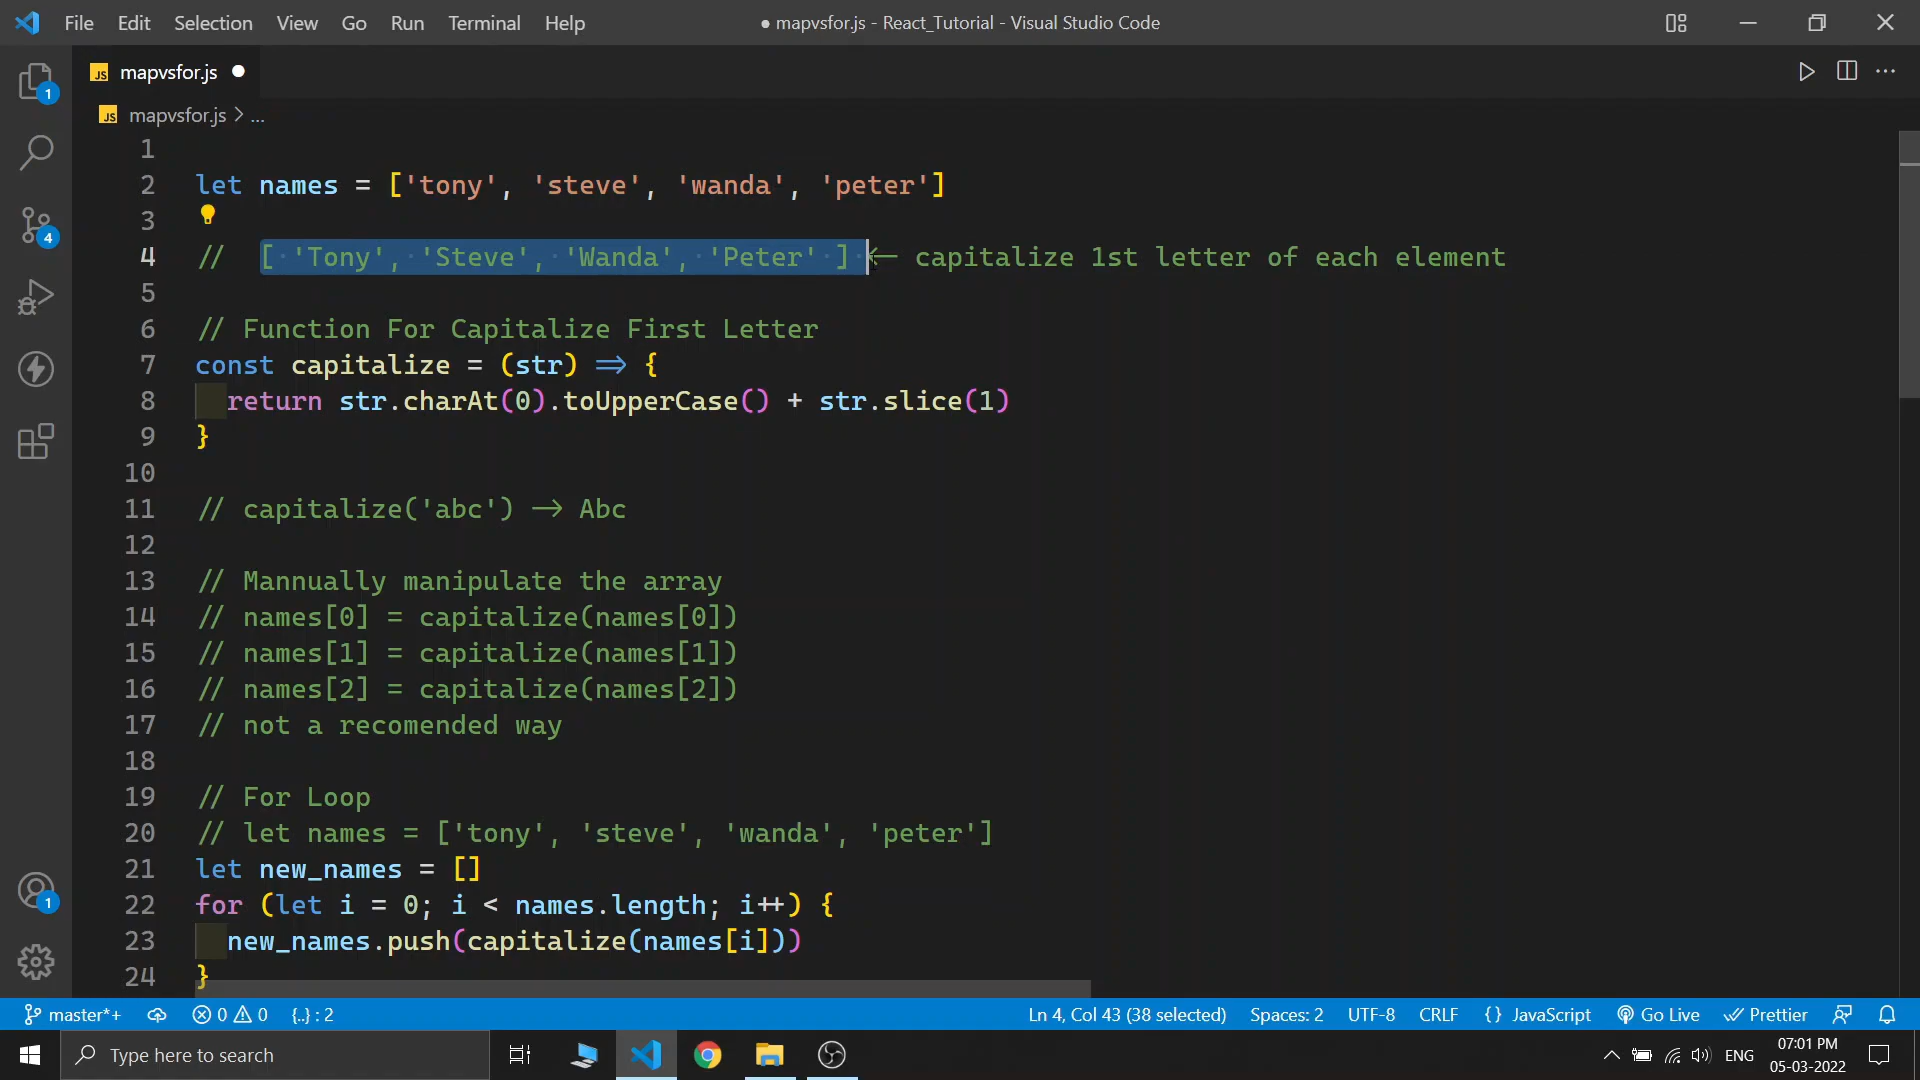 File Edit Selection View Go Run Terminal Help ● mapvsfor.js - React_Tutorial - Visual Studio Code
JS mapvsfor.js ●
JS mapvsfor.js > ...
1
2 let names = ['tony', 'steve', 'wanda', 'peter']
3
4 // [ 'Tony', 'Steve', 'Wanda', 'Peter' ] <-- capitalize 1st letter of each element
5
6 // Function For Capitalize First Letter
7 const capitalize = (str) => {
8 return str.charAt(0).toUpperCase() + str.slice(1)
9 }
10
11 // capitalize('abc') --> Abc
12
13 // Mannually manipulate the array
14 // names[0] = capitalize(names[0])
15 // names[1] = capitalize(names[1])
16 // names[2] = capitalize(names[2])
17 // not a recomended way
18
19 // For Loop
20 // let names = ['tony', 'steve', 'wanda', 'peter']
21 let new_names = []
22 for (let i = 0; i < names.length; i++) {
23 new_names.push(capitalize(names[i]))
24 }
1
4
1
master*+ 0 0 {..} : 2 Ln 4, Col 43 (38 selected) Spaces: 2 UTF-8 CRLF {} JavaScript Go Live Prettier
Type here to search ENG 07:01 PM
05-03-2022